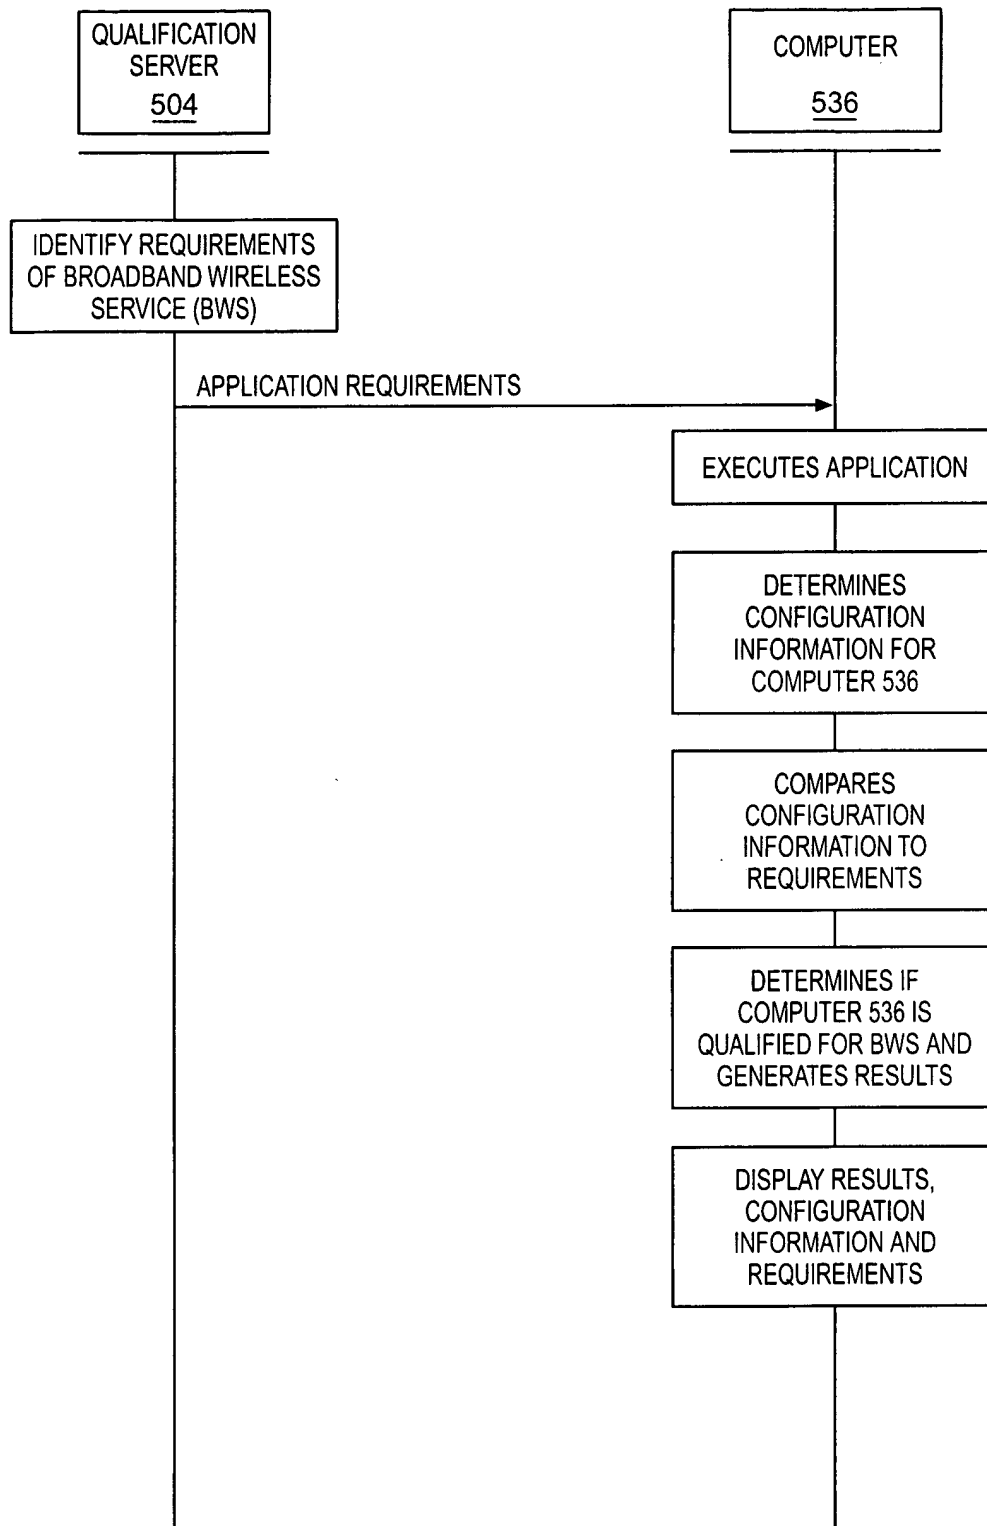 QUALIFICATION
SERVER
504
COMPUTER
536
IDENTIFY REQUIREMENTS
OF BROADBAND WIRELESS
SERVICE (BWS)
APPLICATION REQUIREMENTS
EXECUTES APPLICATION
DETERMINES
CONFIGURATION
INFORMATION FOR
COMPUTER 536
COMPARES
CONFIGURATION
INFORMATION TO
REQUIREMENTS
DETERMINES IF
COMPUTER 536 IS
QUALIFIED FOR BWS AND
GENERATES RESULTS
DISPLAY RESULTS,
CONFIGURATION
INFORMATION AND
REQUIREMENTS